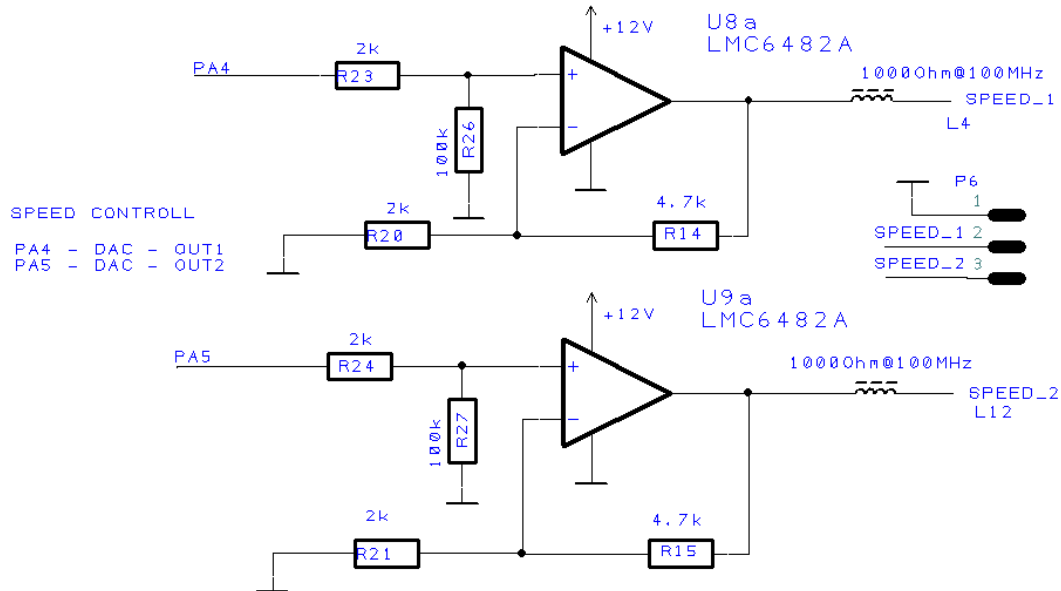 U8a
LMC6482A
+12V
2k
PA4
R23
1000Ohm@100MHz
SPEED_1
L4
100k
R26
P6
1
SPEED CONTROLL
2k
R20
4.7k
R14
SPEED_1 2
PA4 - DAC - OUT1
PA5 - DAC - OUT2
SPEED_2 3
U9a
LMC6482A
+12V
2k
PA5
R24
1000Ohm@100MHz
SPEED_2
L12
100k
R27
2k
R21
4.7k
R15
+
−
+
−